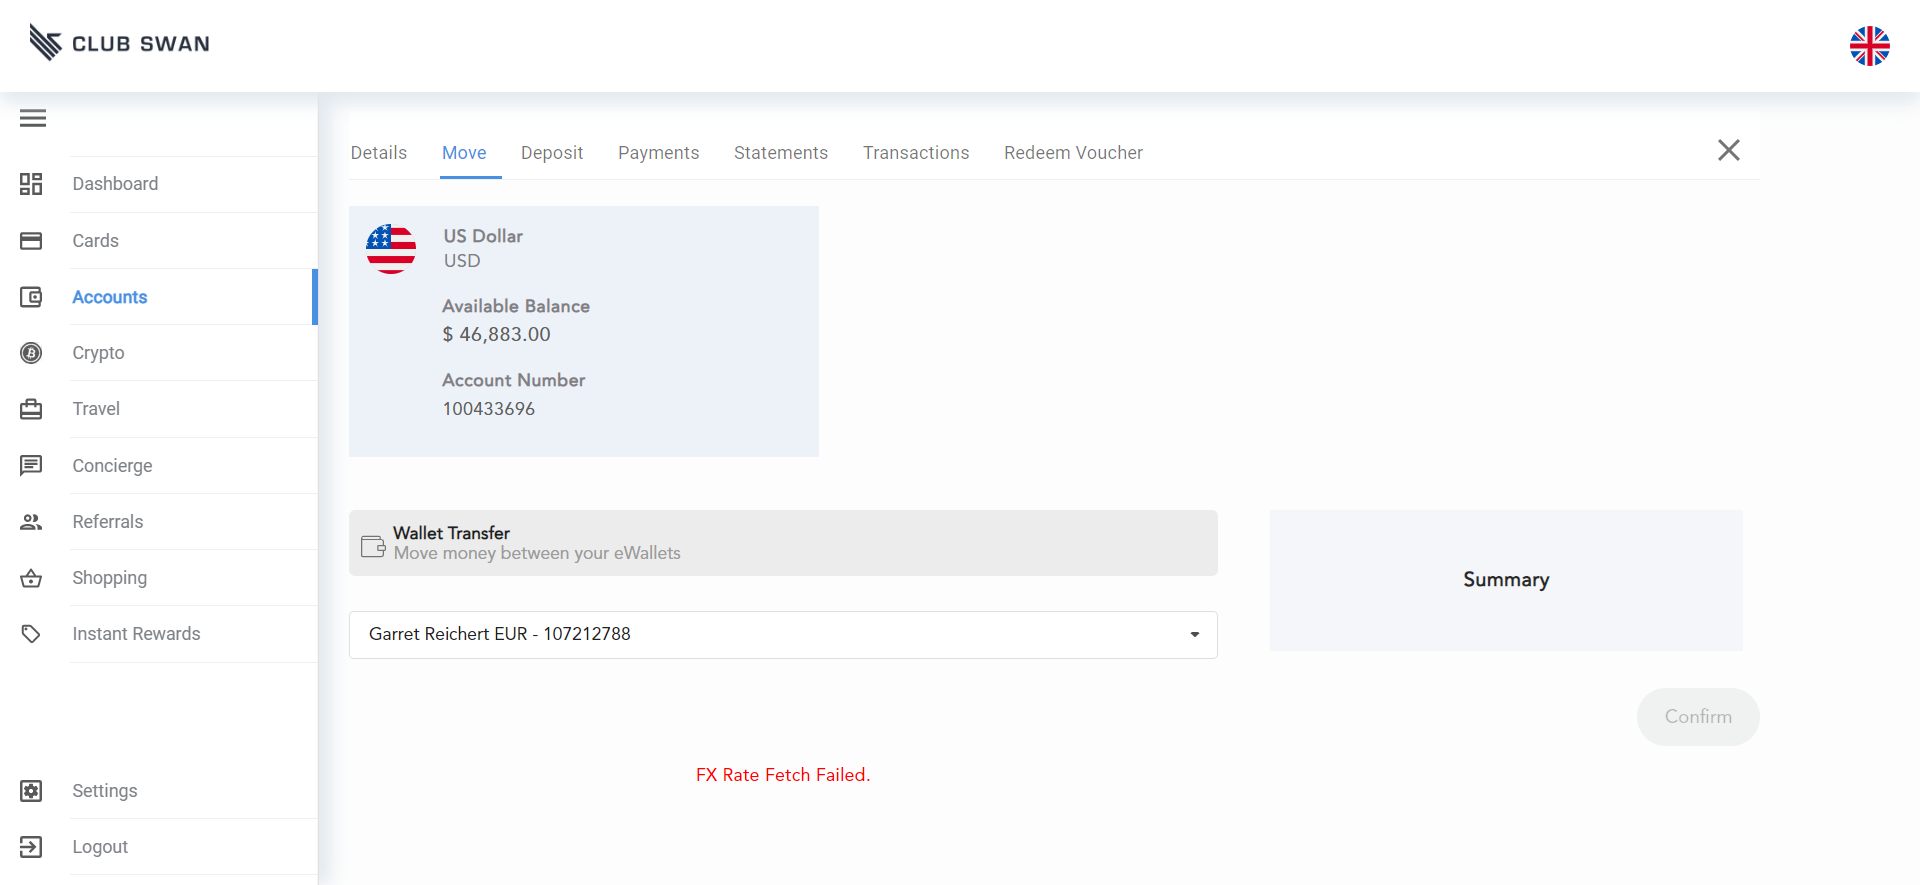 CLUB SWAN
Details
Move
Deposit
Payments
Statements
Transactions
Redeem Voucher
Dashboard
Cards
Accounts
Crypto
Travel
Concierge
Referrals
Shopping
Instant Rewards
Settings
Logout
US Dollar
USD
Available Balance
$ 46,883.00
Account Number
100433696
Wallet Transfer
Move money between your eWallets
Garret Reichert EUR - 107212788
Summary
Confirm
FX Rate Fetch Failed.